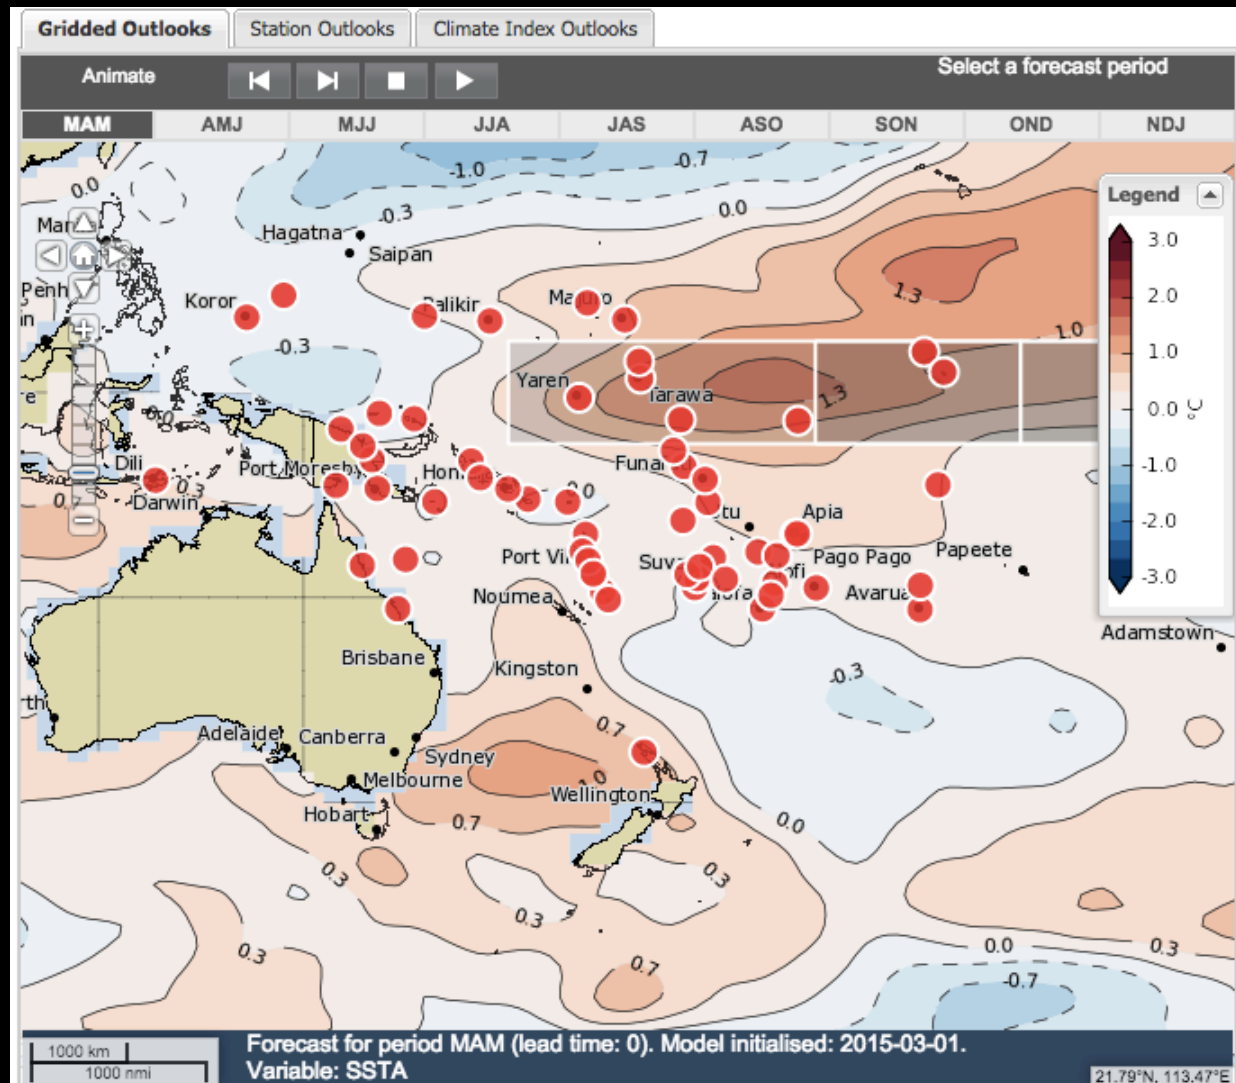 Gridded Outlooks Station Outlooks Climate Index Outlooks
Animate Select a forecast period
MAM AMJ MJJ JJA JAS ASO SON OND NDJ
-1.0 -0.7
0.0
-0.3 0.0
Hagatna
Saipan
Legend
3.0
2.0
1.0
0.0
-1.0
-2.0
-3.0
°C
Koror
1.3
1.0
-0.3
Yaren
1.3
Tarawa
Dili
Port Moresby
0.3
Darwin
0.0
Apia
Port Vi
Suva
Pago Pago Papeete
Noumea
Avarua
Adamstown
Brisbane
Kingston
-0.3
0.7
Adelaide Canberra
Sydney
Melbourne
1.0
Wellington
Hobart
0.7
0.0
0.3
0.3
0.3
0.3
0.7
0.0 0.3
-0.7
Forecast for period MAM (lead time: 0). Model initialised: 2015-03-01.
Variable: SSTA
1000 km
1000 nmi
21.79°N, 113.47°E